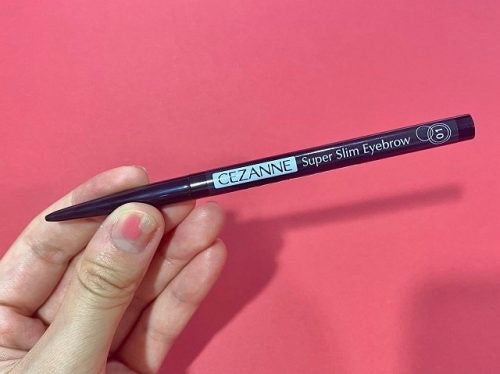 CEZANNE Super Slim Eyebrow 01